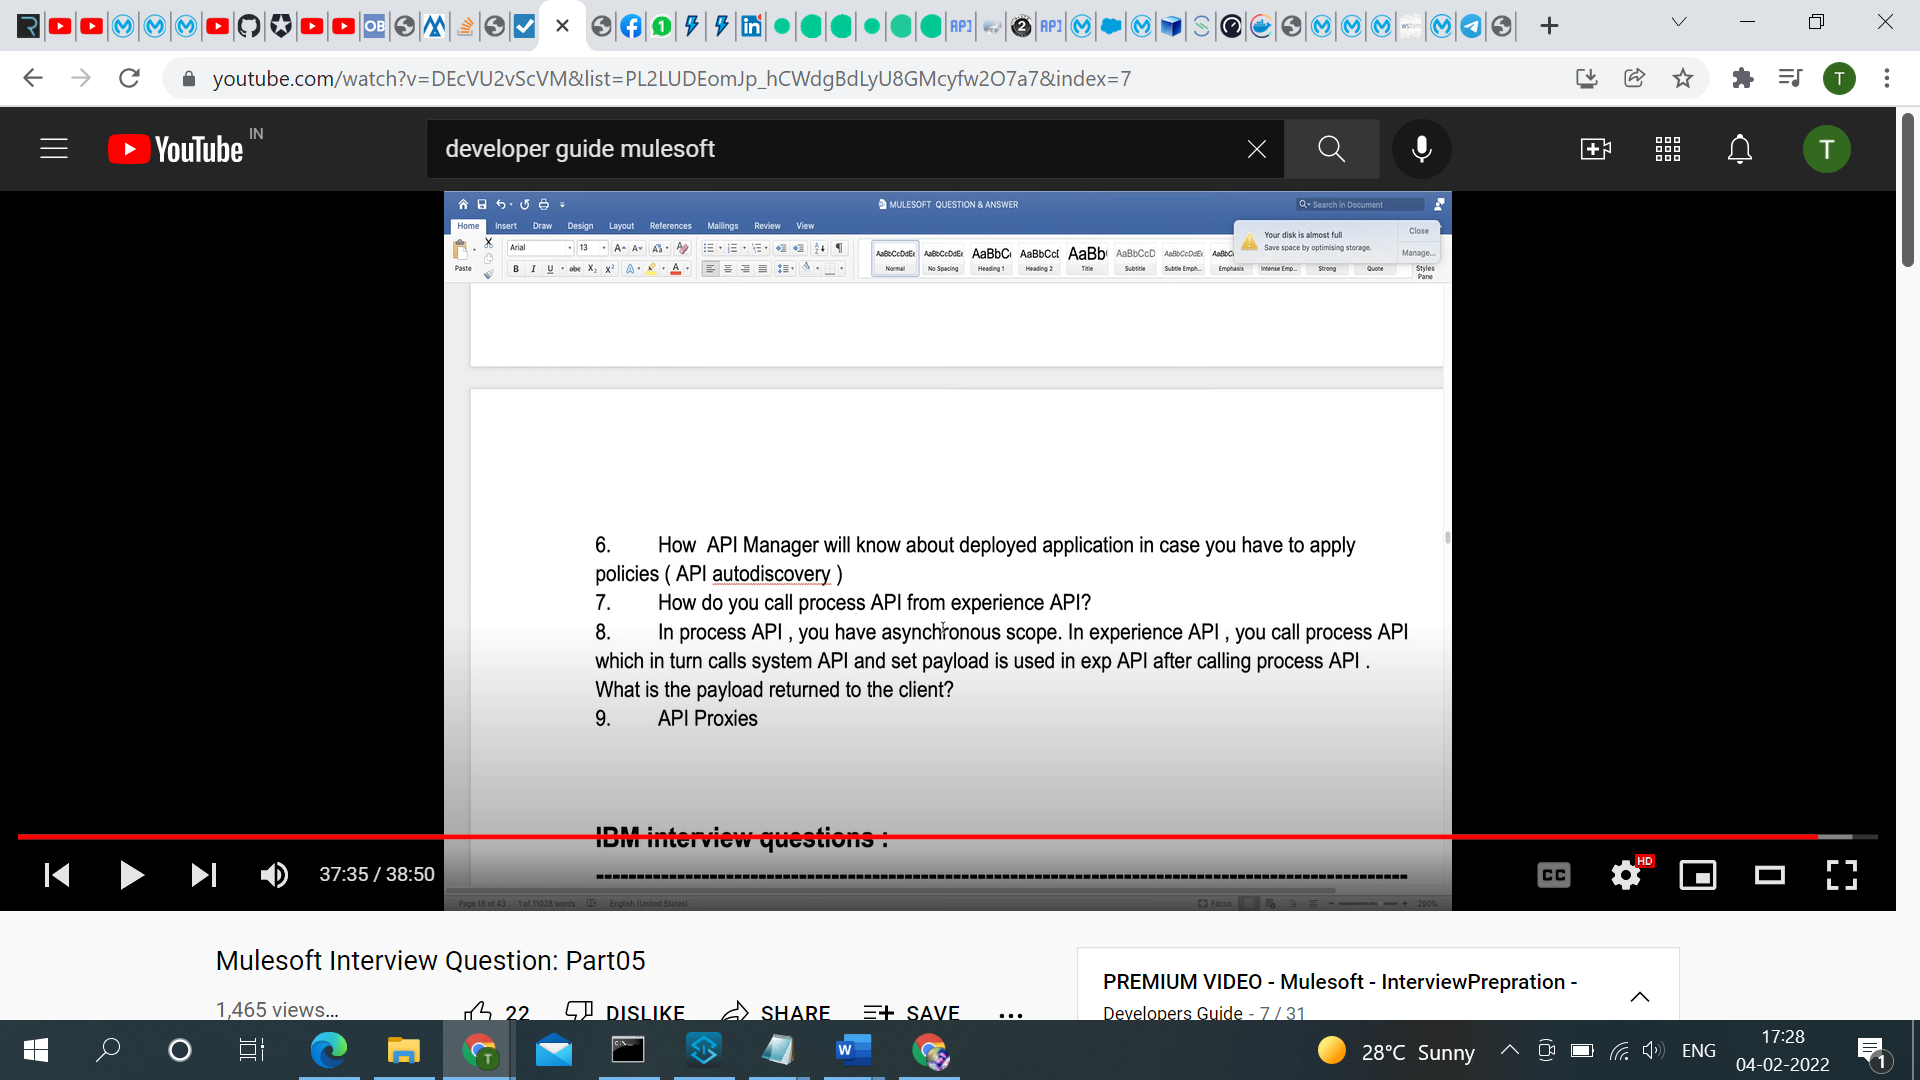 youtube.com/watch?v=DEcVU2vScVM&list=PL2LUDEomJp_hCWdgBdLyU8GMcyfw2O7a7&index=7
T
YouTube IN
developer guide mulesoft
T
MULESOFT QUESTION & ANSWER
Search in Document
Home Insert Draw Design Layout References Mailings Review View
Your disk is almost full
Save space by optimising storage.
Close
Manage...
Paste
Arial 13
AaBbCcDdEe AaBbCcDdEe AaBbC AaBbCcD AaBb AaBbCcD AaBbCcDdEe
Normal No Spacing Heading 1 Heading 2 Title Subtitle Subtle Emph... Emphasis Intense Emp... Strong Quote
Styles Pane
6. How API Manager will know about deployed application in case you have to apply
policies ( API autodiscovery )
7. How do you call process API from experience API?
8. In process API , you have asynchronous scope. In experience API , you call process API
which in turn calls system API and set payload is used in exp API after calling process API .
What is the payload returned to the client?
9. API Proxies
IBM interview questions :
Page 18 of 43 1 of 11028 words English (United States) Focus 290%
37:35 / 38:50
CC HD
Mulesoft Interview Question: Part05
1,465 views...
22 DISLIKE SHARE SAVE ...
PREMIUM VIDEO - Mulesoft - InterviewPrepration -
Developers Guide - 7 / 31
28°C Sunny
ENG
17:28
04-02-2022
1